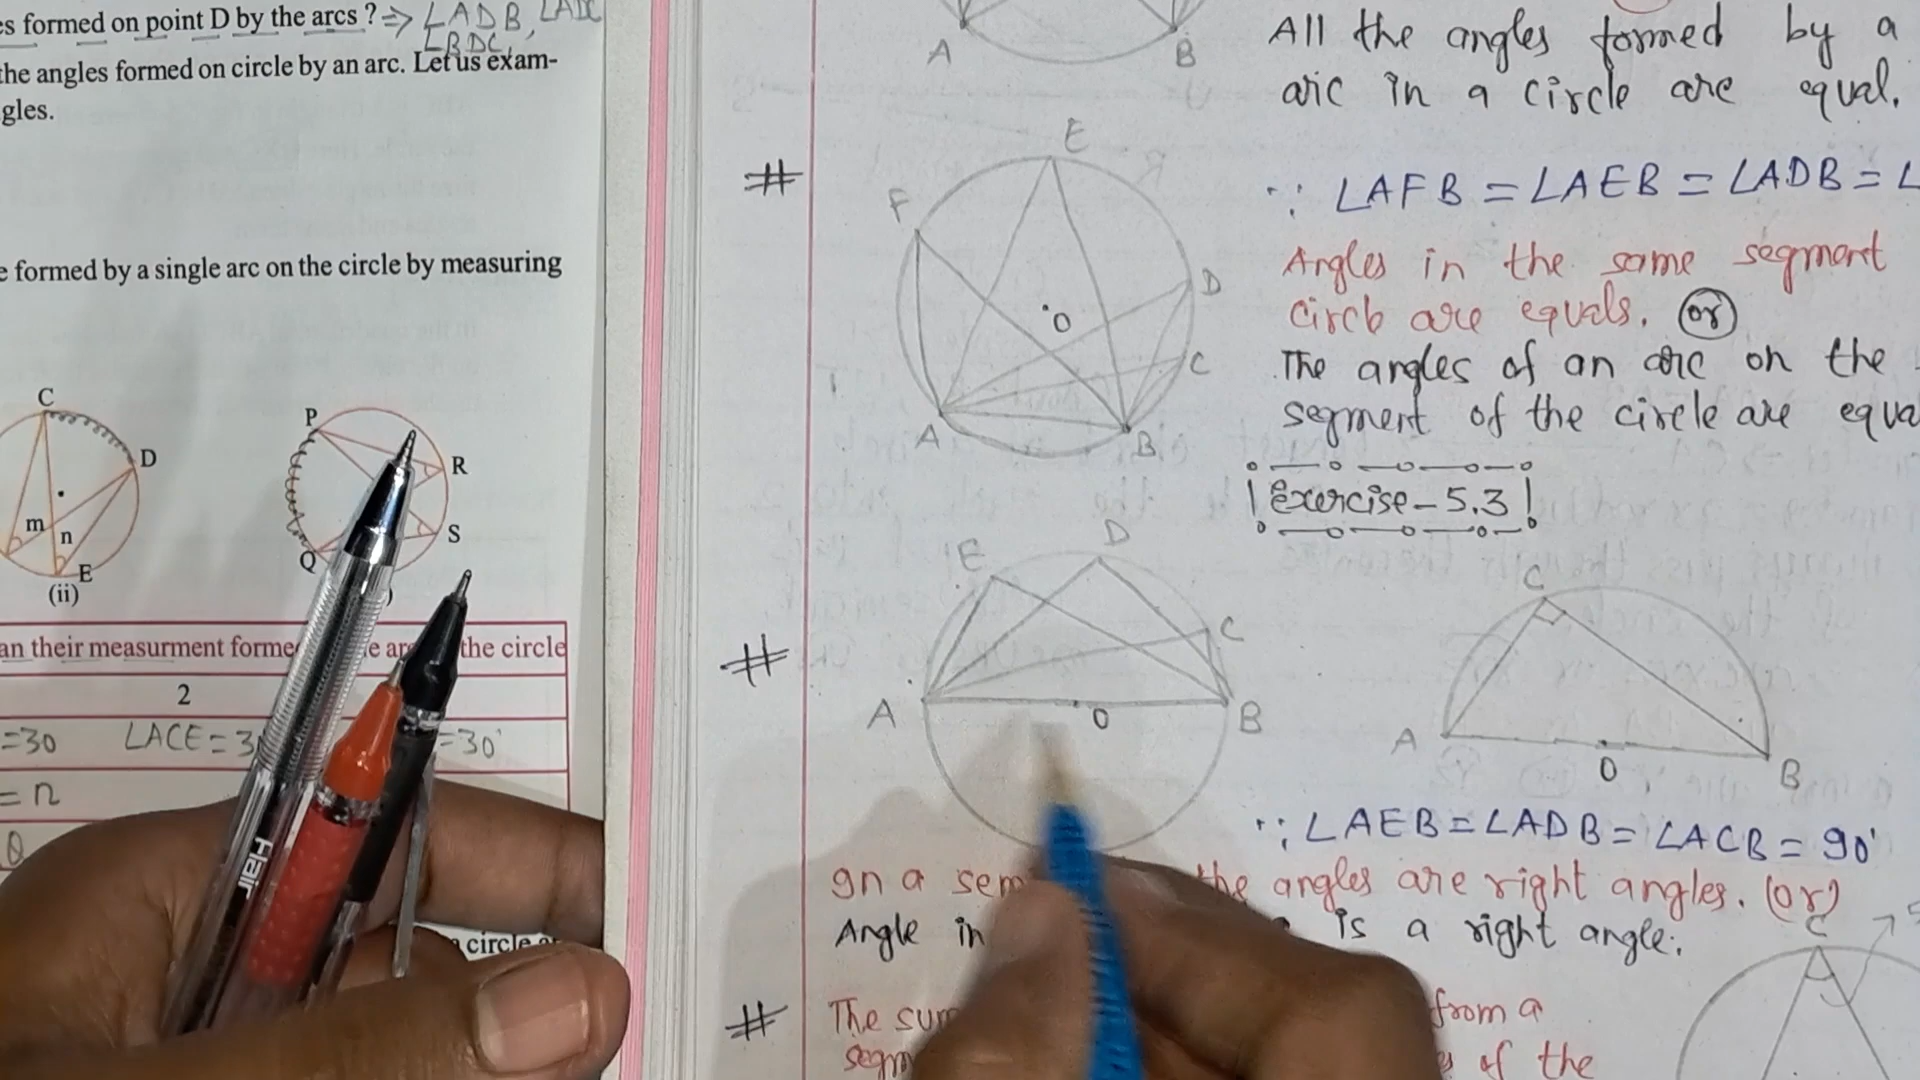 s formed on point D by the arcs ? => ∠ADB, ∠ADC
∠BDC,
the angles formed on circle by an arc. Let us exam-
gles.
e formed by a single arc on the circle by measuring
C
D
m
n
E
(ii)
P
R
S
Q
an their measurment forme
the circle
2
=30 ∠ACE=3 =30°
= n
Q
Flair
circle
A B
All the angles formed by a
arc in a circle are equal.
#
E
F
D
O
C
A B
∵ ∠AFB = ∠AEB = ∠ADB = ∠
Angles in the same segment
circle are equals. (or)
The angles of an arc on the
segment of the circle are equa
exercise - 5.3
#
E D
C
A O B
C
A O B
∵ ∠AEB = ∠ADB = ∠ACB = 90°
In a sem the angles are right angles. (or)
Angle in is a right angle.
C
#
The sum from a
segm of the